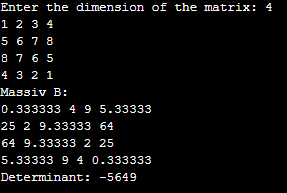 Enter the dimension of the matrix: 4
1 2 3 4
5 6 7 8
8 7 6 5
4 3 2 1
Massiv B:
0.333333 4 9 5.33333
25 2 9.33333 64
64 9.33333 2 25
5.33333 9 4 0.333333
Determinant: -5649